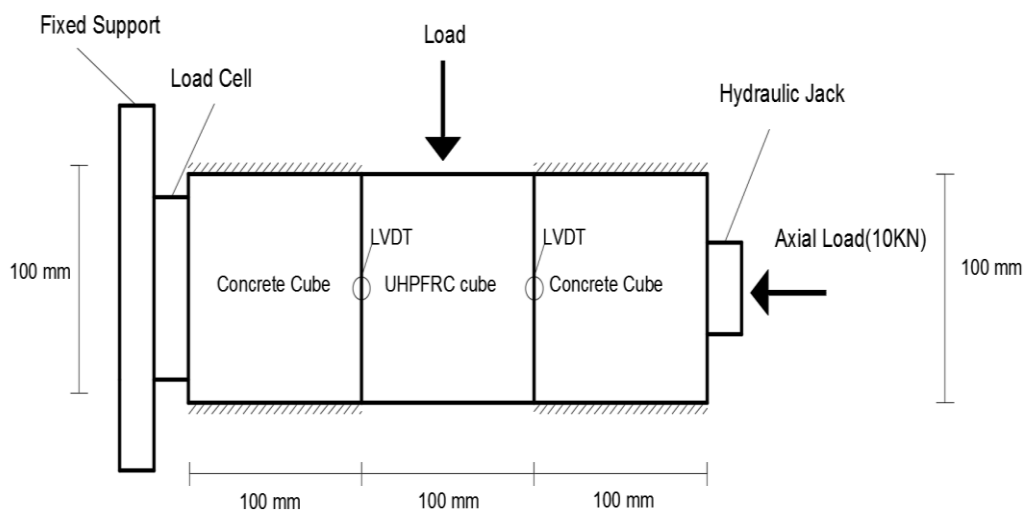 Fixed Support
Load
Load Cell
Hydraulic Jack
LVDT
LVDT
Axial Load(10KN)
100 mm
Concrete Cube
UHPFRC cube
Concrete Cube
100 mm
100 mm
100 mm
100 mm